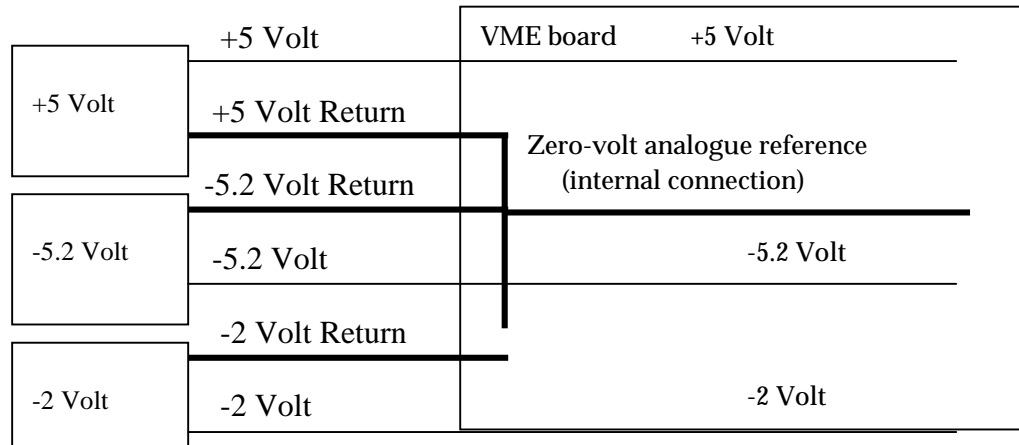 +5 Volt
VME board
+5 Volt
+5 Volt
+5 Volt Return
Zero-volt analogue reference
(internal connection)
-5.2 Volt Return
-5.2 Volt
-5.2 Volt
-5.2 Volt
-2 Volt Return
-2 Volt
-2 Volt
-2 Volt